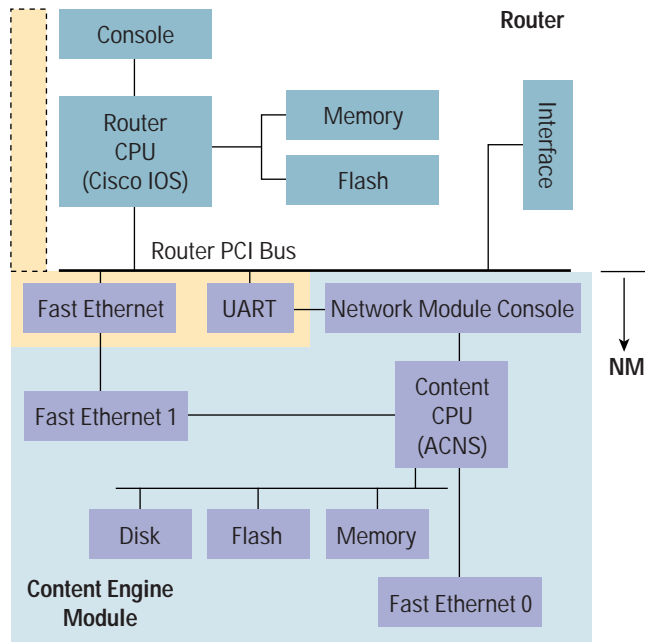 Console
Router
Router
CPU
(Cisco IOS)
Memory
Flash
Interface
Router PCI Bus
Fast Ethernet
UART
Network Module Console
NM
Fast Ethernet 1
Content
CPU
(ACNS)
Disk
Flash
Memory
Content Engine
Module
Fast Ethernet 0